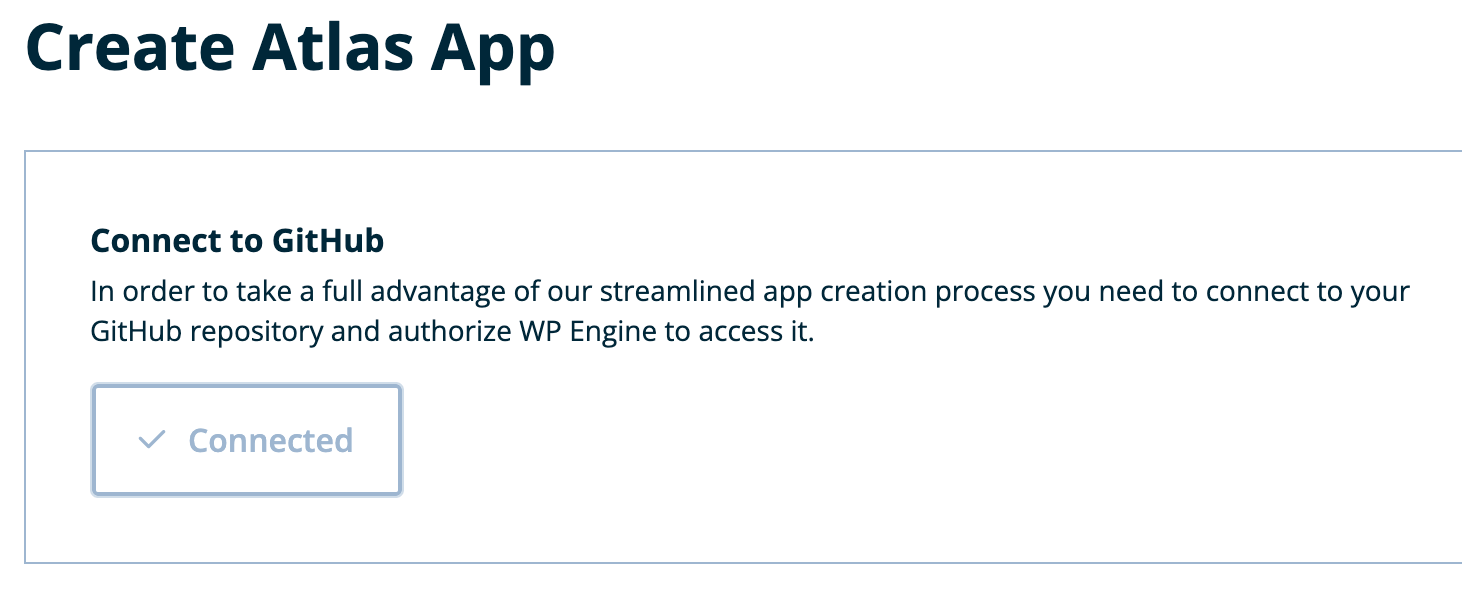 Create Atlas App
Connect to GitHub
In order to take a full advantage of our streamlined app creation process you need to connect to your
GitHub repository and authorize WP Engine to access it.
Connected